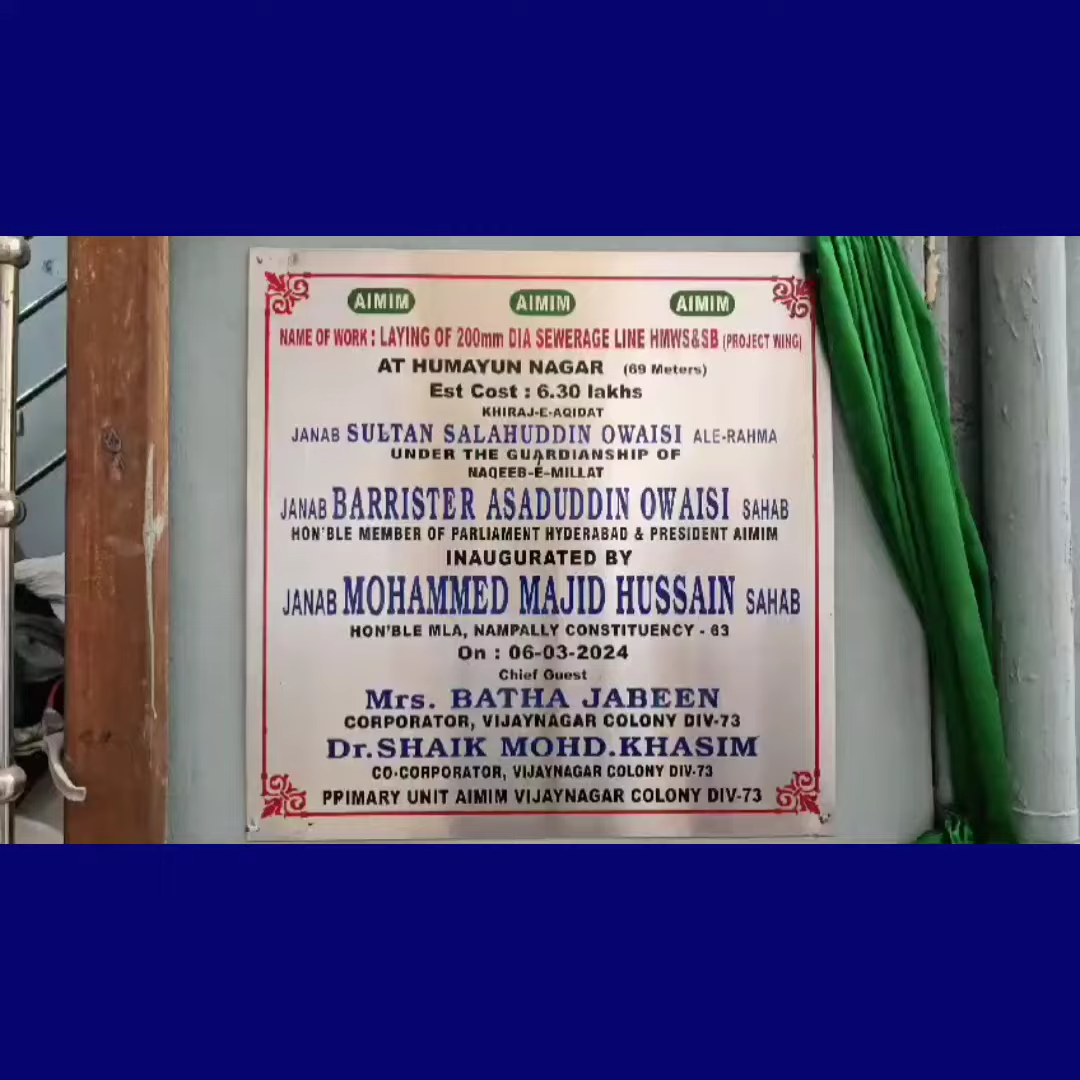 AIMIM AIMIM AIMIM
NAME OF WORK : LAYING OF 200mm DIA SEWERAGE LINE HMWS&SB (PROJECT WING)
AT HUMAYUN NAGAR (69 Meters)
Est Cost : 6.30 lakhs
KHIRAJ-E-AQIDAT
JANAB SULTAN SALAHUDDIN OWAISI ALE-RAHMA
UNDER THE GUARDIANSHIP OF
NAQEEB-E-MILLAT
JANAB BARRISTER ASADUDDIN OWAISI SAHAB
HON'BLE MEMBER OF PARLIAMENT HYDERABAD & PRESIDENT AIMIM
INAUGURATED BY
JANAB MOHAMMED MAJID HUSSAIN SAHAB
HON'BLE MLA, NAMPALLY CONSTITUENCY - 63
On : 06-03-2024
Chief Guest
Mrs. BATHA JABEEN
CORPORATOR, VIJAYNAGAR COLONY DIV-73
Dr.SHAIK MOHD.KHASIM
CO-CORPORATOR, VIJAYNAGAR COLONY DIV-73
PPIMARY UNIT AIMIM VIJAYNAGAR COLONY DIV-73